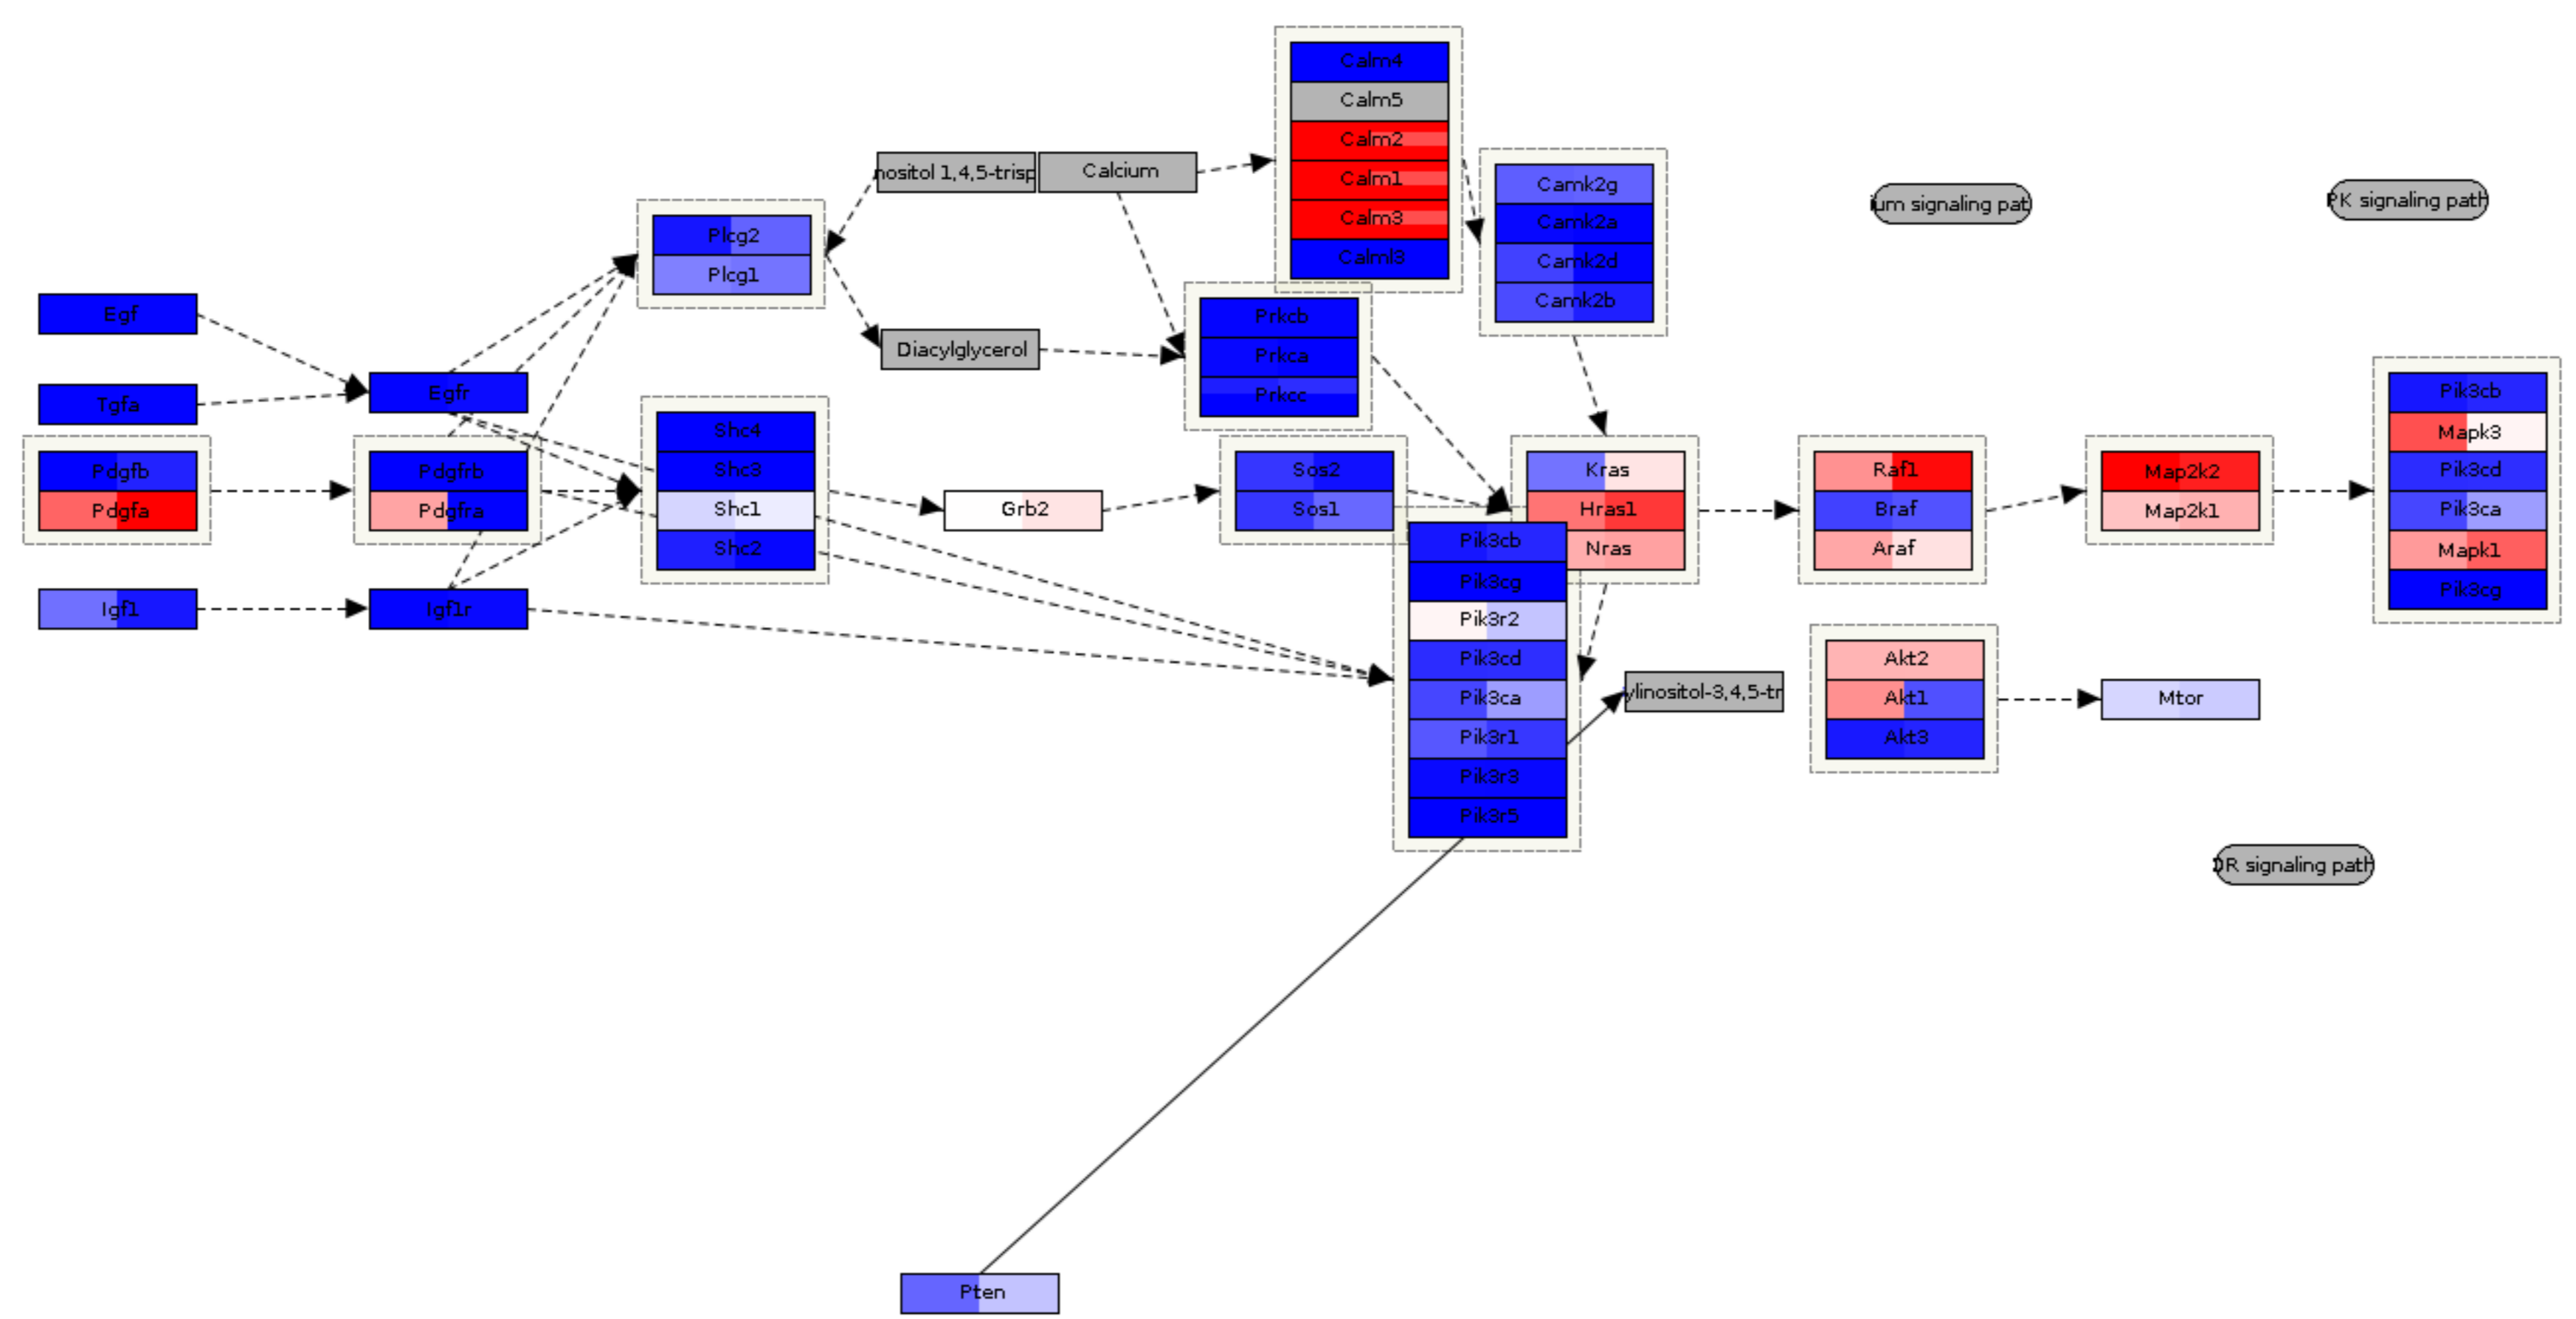 Calm4
Calm5
Calm2
Calm1
Calm3
Calml3
nositol 1,4,5-trisp
Calcium
Camk2g
Camk2a
Camk2d
Camk2b
um signaling pat
PK signaling path
Plcg2
Plcg1
Egf
Tgfa
Egfr
Diacylglycerol
Prkcb
Prkca
Prkcc
Pdgfb
Pdgfa
Pdgfrb
Pdgfra
Shc4
Shc3
Shc1
Shc2
Grb2
Sos2
Sos1
Kras
Hras1
Nras
Raf1
Braf
Araf
Map2k2
Map2k1
Pik3cb
Mapk3
Pik3cd
Pik3ca
Mapk1
Pik3cg
Igf1
Igf1r
Pik3cb
Pik3cg
Pik3r2
Pik3cd
Pik3ca
Pik3r1
Pik3r3
Pik3r5
ylinositol-3,4,5-tr
Akt2
Akt1
Akt3
Mtor
OR signaling path
Pten